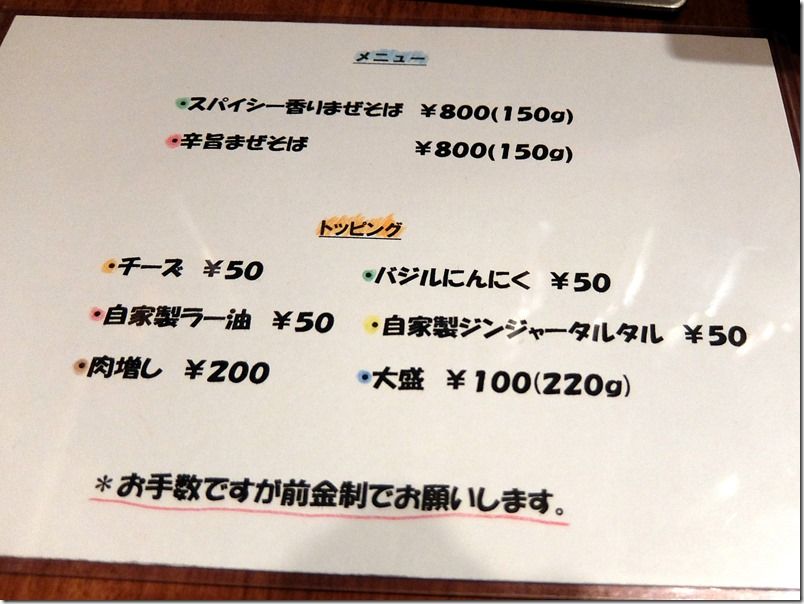 メニュー
・スパイシー香りまぜそば ￥800(150g)
・辛旨まぜそば ￥800(150g)
トッピング
・チーズ ￥50 ・バジルにんにく ￥50
・自家製ラー油 ￥50 ・自家製ジンジャータルタル ￥50
・肉増し ￥200 ・大盛 ￥100(220g)
＊お手数ですが前金制でお願いします。